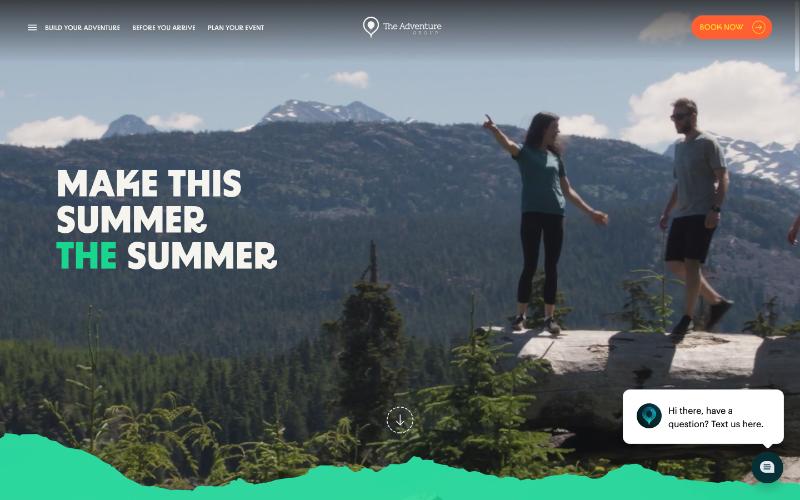 BUILD YOUR ADVENTURE
BEFORE YOU ARRIVE
PLAN YOUR EVENT
The Adventure
GROUP
BOOK NOW
MAKE THIS
SUMMER
THE SUMMER
Hi there, have a
question? Text us here.